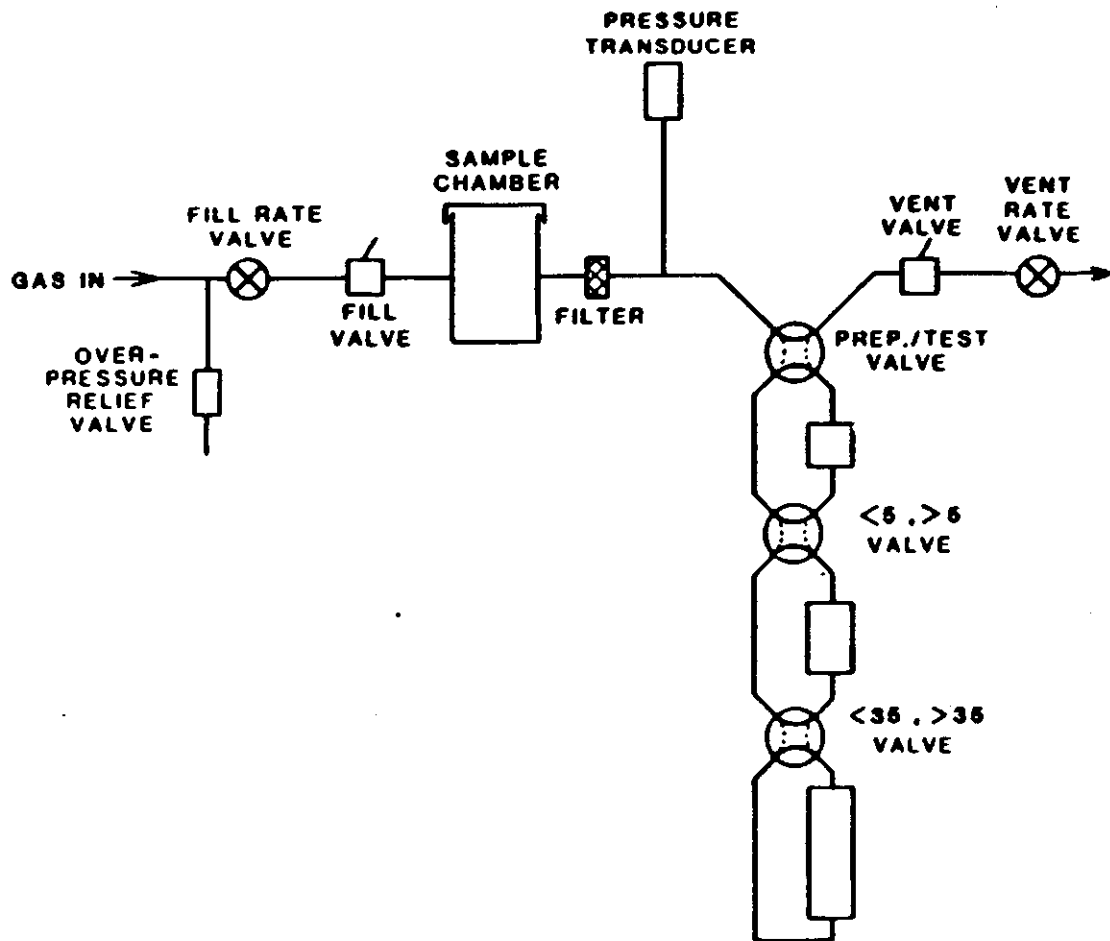 PRESSURE
TRANSDUCER
SAMPLE
CHAMBER
FILL RATE
VALVE
VENT
VALVE
VENT
RATE
VALVE
GAS IN
FILL
VALVE
FILTER
PREP./TEST
VALVE
OVER-
PRESSURE
RELIEF
VALVE
<5 , >5
VALVE
<35 , >35
VALVE